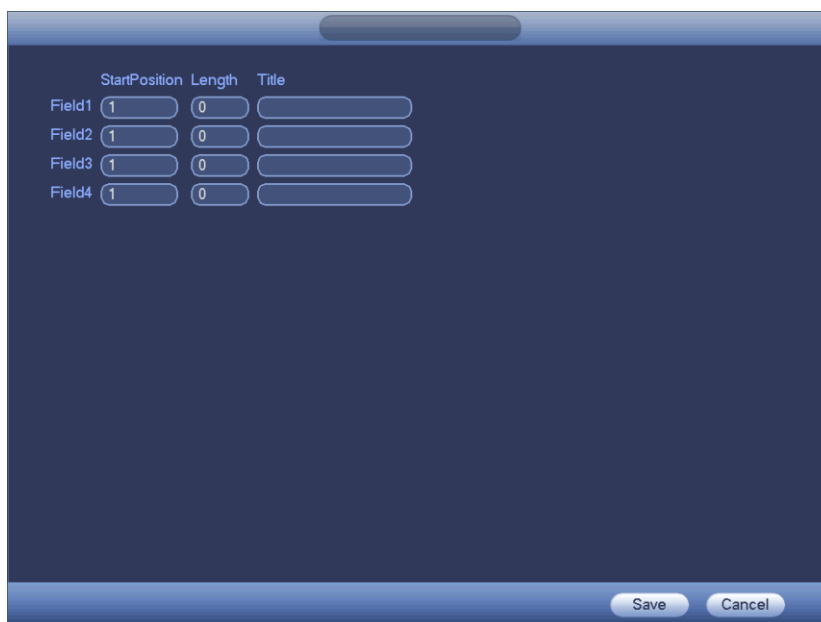 StartPosition Length Title
Field1 1 0
Field2 1 0
Field3 1 0
Field4 1 0
Save Cancel